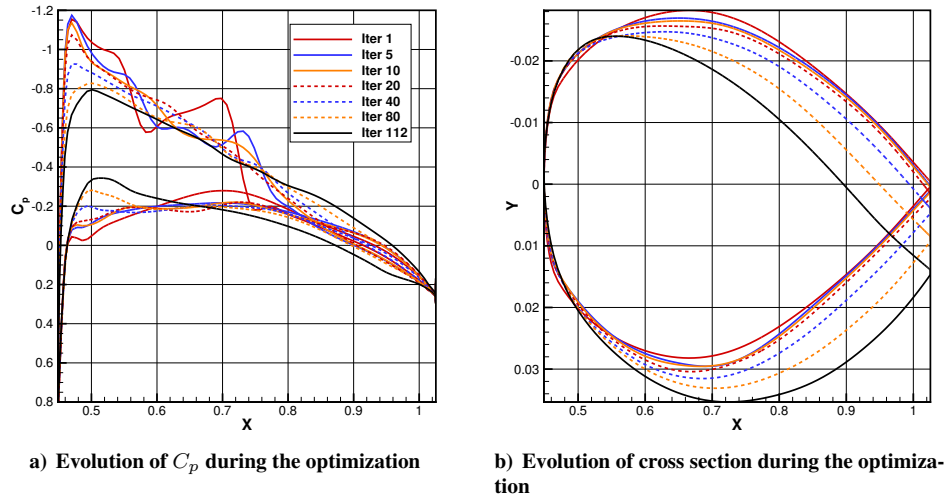 -1.2
-1
-0.8
-0.6
-0.4
-0.2
0
0.2
0.4
0.6
0.8
Cp
0.5
0.6
0.7
0.8
0.9
1
X
Iter 1
Iter 5
Iter 10
Iter 20
Iter 40
Iter 80
Iter 112
-0.02
-0.01
0
0.01
0.02
0.03
Y
0.5
0.6
0.7
0.8
0.9
1
X
a) Evolution of Cp during the optimization
b) Evolution of cross section during the optimiza-
tion